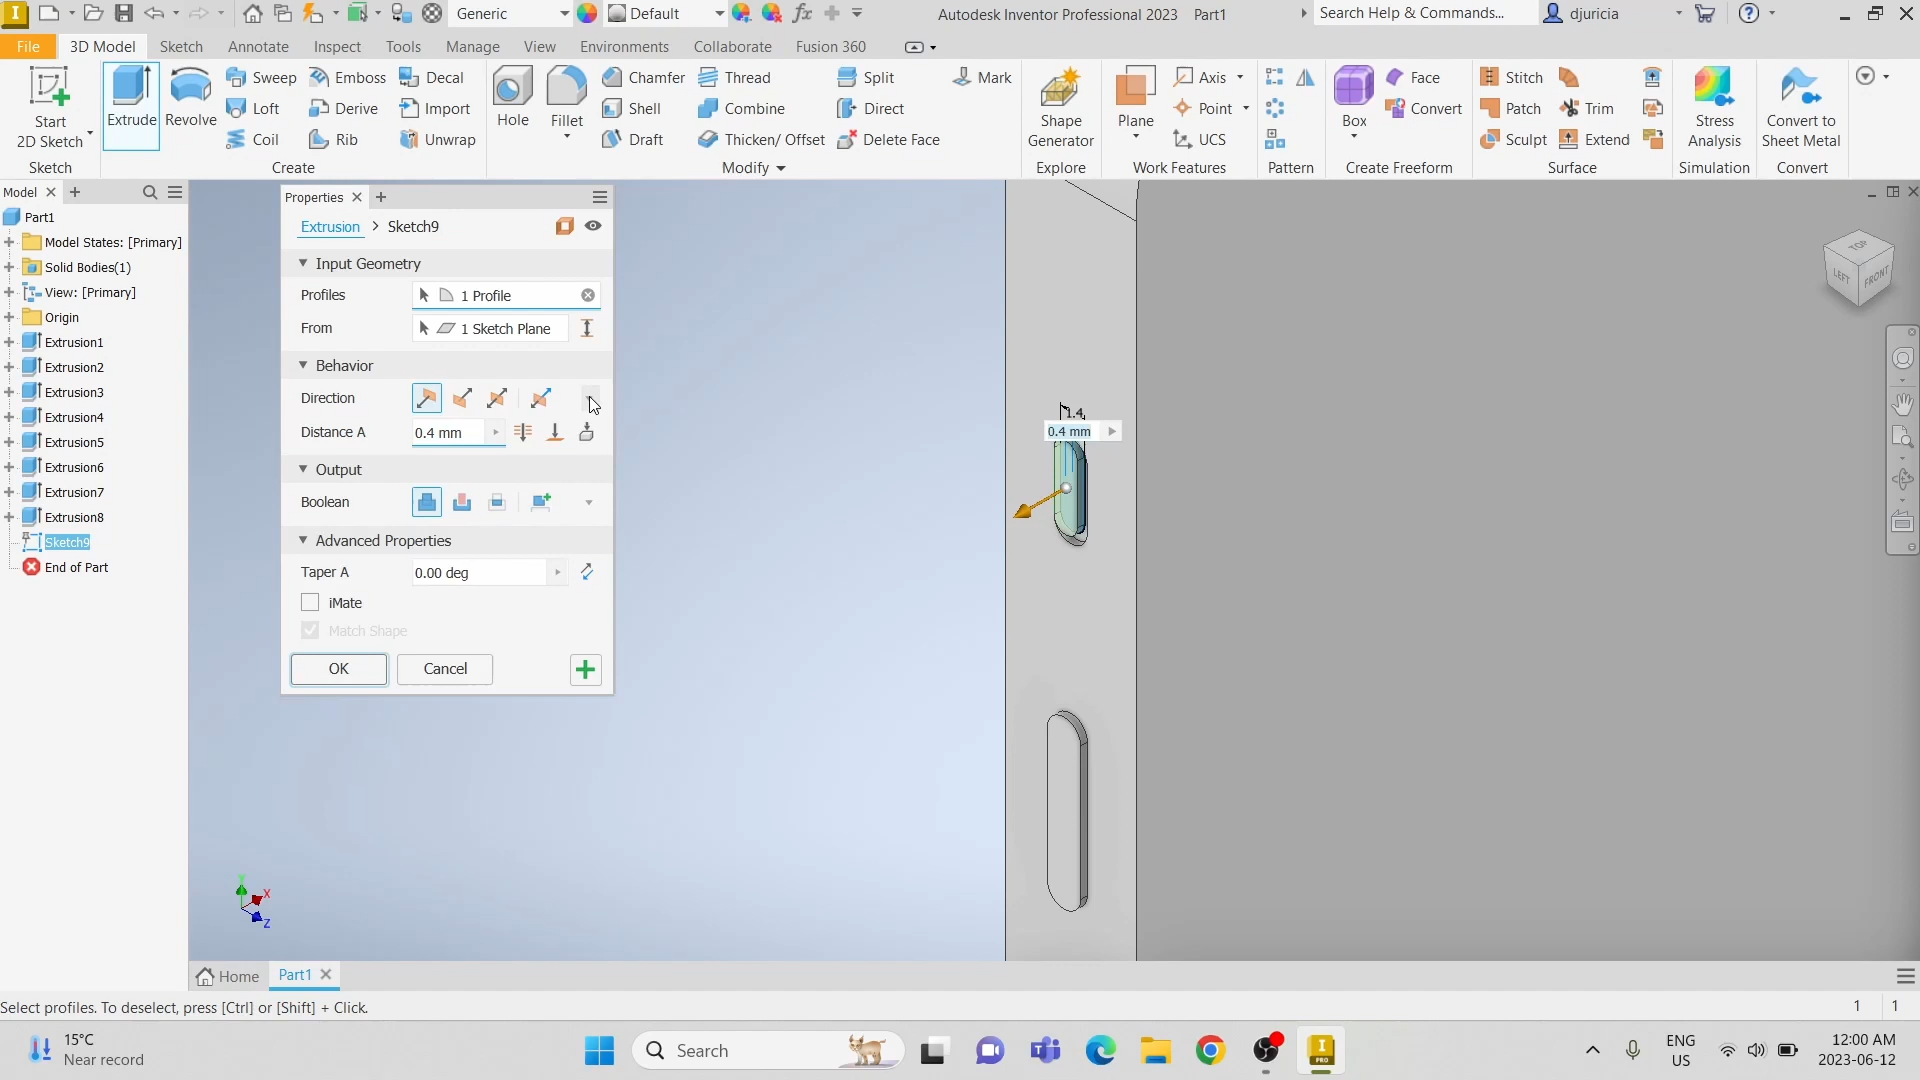 Generic
Default
Autodesk Inventor Professional 2023 Part1
Search Help & Commands...
djuricia
File
3D Model
Sketch
Annotate
Inspect
Tools
Manage
View
Environments
Collaborate
Fusion 360
Start
2D Sketch
Extrude
Revolve
Sweep
Loft
Coil
Emboss
Derive
Rib
Decal
Import
Unwrap
Hole
Fillet
Chamfer
Shell
Draft
Thread
Combine
Thicken/ Offset
Split
Direct
Delete Face
Mark
Shape
Generator
Plane
Axis
Point
UCS
Box
Face
Convert
Stitch
Patch
Sculpt
Trim
Extend
Stress
Analysis
Convert to
Sheet Metal
Sketch
Create
Modify
Explore
Work Features
Pattern
Create Freeform
Surface
Simulation
Convert
Model
Part1
Model States: [Primary]
Solid Bodies(1)
View: [Primary]
Origin
Extrusion1
Extrusion2
Extrusion3
Extrusion4
Extrusion5
Extrusion6
Extrusion7
Extrusion8
Sketch9
End of Part
Properties
Extrusion > Sketch9
Input Geometry
Profiles 1 Profile
From 1 Sketch Plane
Behavior
Direction
Distance A 0.4 mm
Output
Boolean
Advanced Properties
Taper A 0.00 deg
iMate
Match Shape
OK
Cancel
1.4
0.4 mm
TOP
LEFT
FRONT
Y
X
Z
Home
Part1
Select profiles. To deselect, press [Ctrl] or [Shift] + Click.
1 1
15°C
Near record
Search
PRO
ENG
US
12:00 AM
2023-06-12